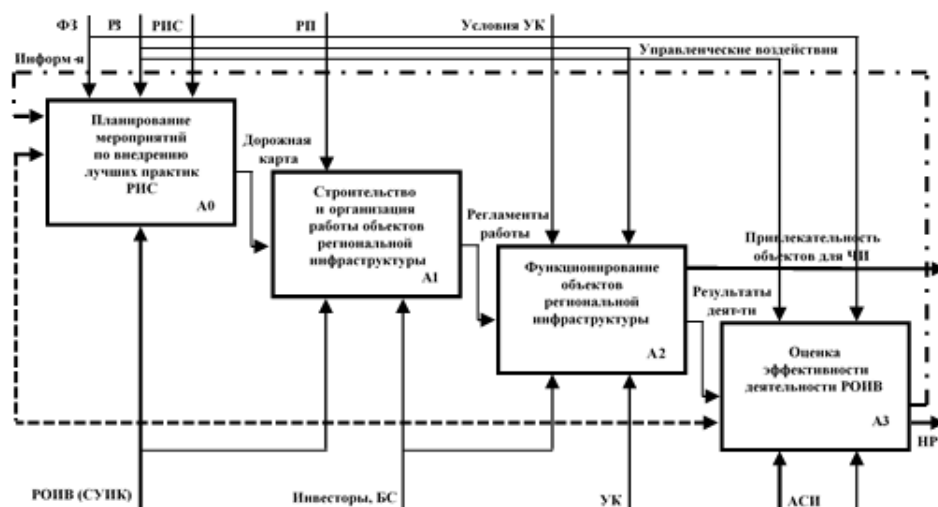 ФЗ РЗ РИС РП Условия УК
Управленческие воздействия
Информ-я
Планирование
мероприятий
по внедрению
лучших практик
РИС
А0
Дорожная
карта
Строительство
и организация
работы объектов
региональной
инфраструктуры
А1
Регламенты
работы
Функционирование
объектов
региональной
инфраструктуры
А2
Привлекательность
объектов для ЧИ
Результаты
деят-ти
Оценка
эффективности
деятельности РОИВ
А3
НР
РОИВ (СУИК) Инвесторы, БС УК АСИ